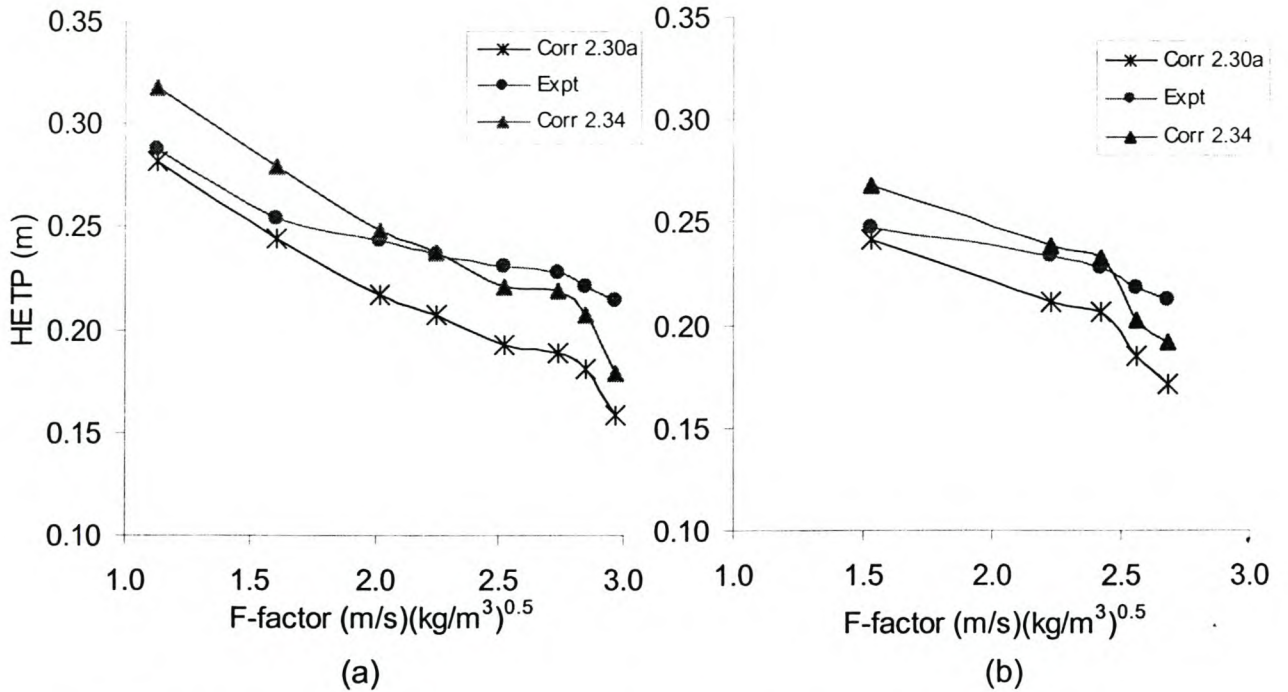 0.35
0.30
0.25
0.20
0.15
0.10
HETP (m)
Corr 2.30a
Expt
Corr 2.34
1.0 1.5 2.0 2.5 3.0
F-factor (m/s)(kg/m³)⁰·⁵
(a)
0.35
0.30
0.25
0.20
0.15
0.10
Corr 2.30a
Expt
Corr 2.34
1.0 1.5 2.0 2.5 3.0
F-factor (m/s)(kg/m³)⁰·⁵
(b)